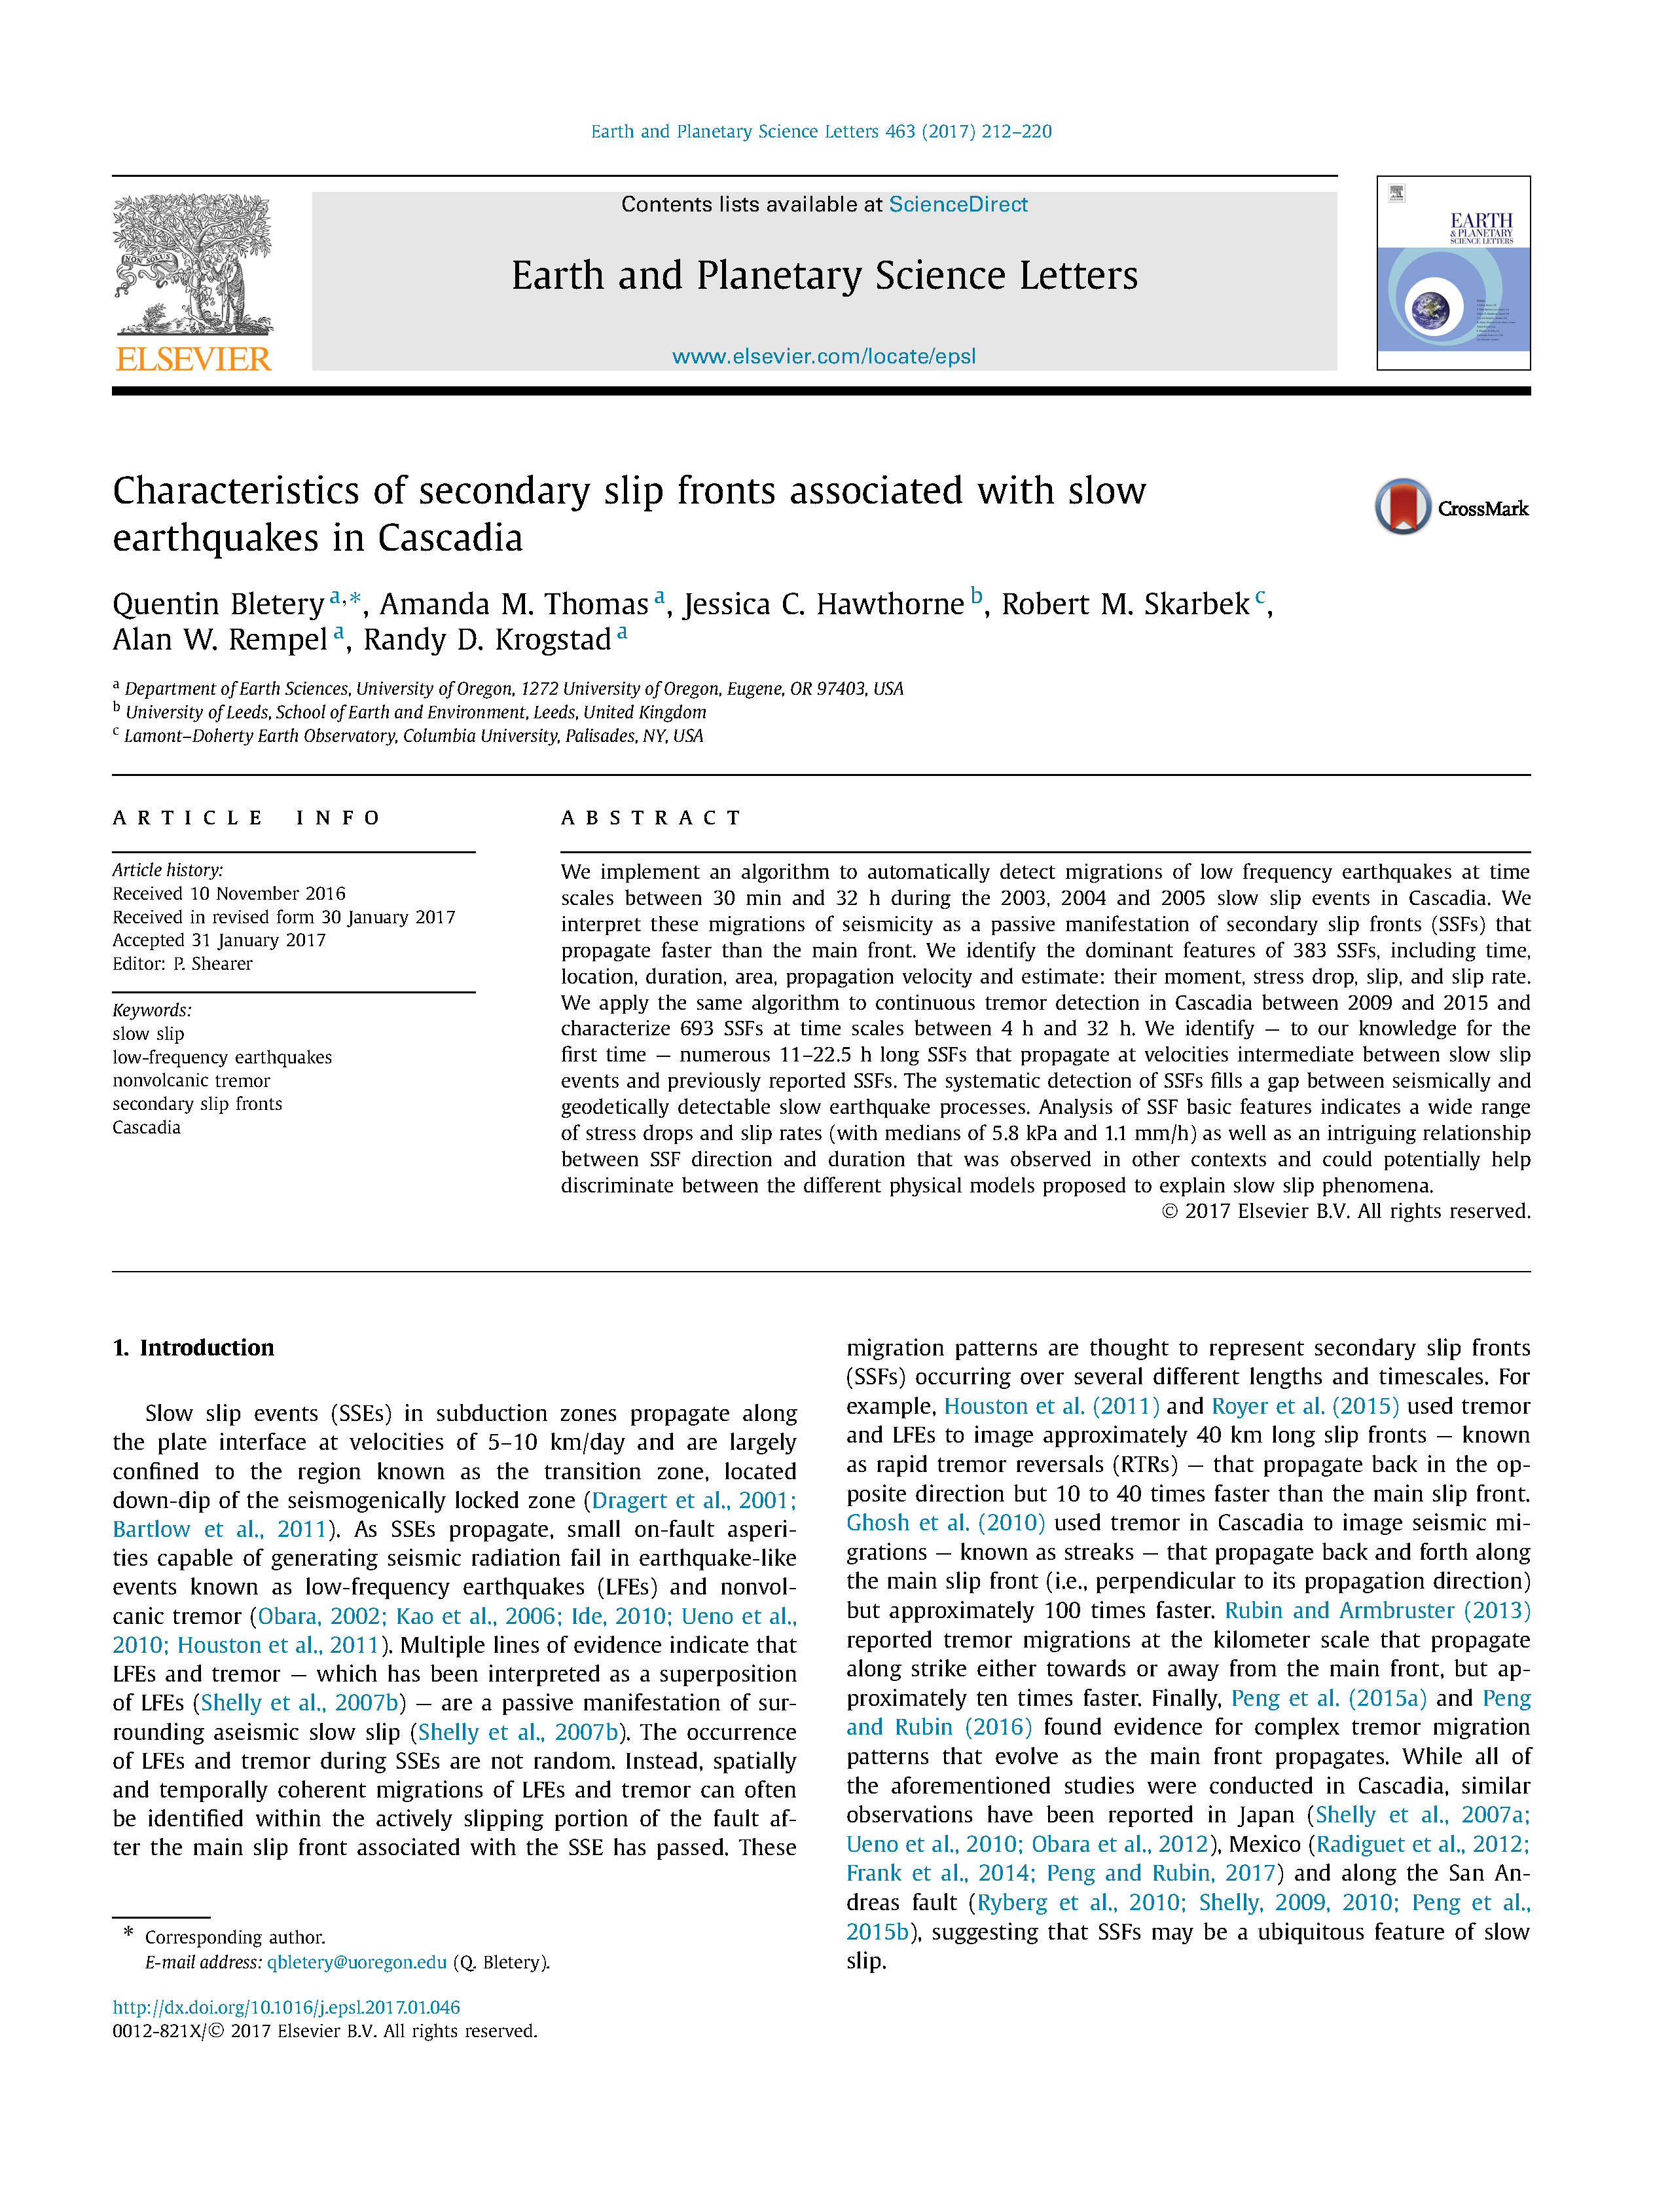 Earth and Planetary Science Letters 463 (2017) 212–220
Contents lists available at ScienceDirect
Earth and Planetary Science Letters
www.elsevier.com/locate/epsl
NON SOLUS
ELSEVIER
EARTH
& PLANETARY
SCIENCE LETTERS
Characteristics of secondary slip fronts associated with slow
earthquakes in Cascadia
CrossMark
Quentin Bletery a,*, Amanda M. Thomas a, Jessica C. Hawthorne b, Robert M. Skarbek c,
Alan W. Rempel a, Randy D. Krogstad a
a Department of Earth Sciences, University of Oregon, 1272 University of Oregon, Eugene, OR 97403, USA
b University of Leeds, School of Earth and Environment, Leeds, United Kingdom
c Lamont–Doherty Earth Observatory, Columbia University, Palisades, NY, USA
ARTICLE INFO
Article history:
Received 10 November 2016
Received in revised form 30 January 2017
Accepted 31 January 2017
Editor: P. Shearer
Keywords:
slow slip
low-frequency earthquakes
nonvolcanic tremor
secondary slip fronts
Cascadia
ABSTRACT
We implement an algorithm to automatically detect migrations of low frequency earthquakes at time
scales between 30 min and 32 h during the 2003, 2004 and 2005 slow slip events in Cascadia. We
interpret these migrations of seismicity as a passive manifestation of secondary slip fronts (SSFs) that
propagate faster than the main front. We identify the dominant features of 383 SSFs, including time,
location, duration, area, propagation velocity and estimate: their moment, stress drop, slip, and slip rate.
We apply the same algorithm to continuous tremor detection in Cascadia between 2009 and 2015 and
characterize 693 SSFs at time scales between 4 h and 32 h. We identify — to our knowledge for the
first time — numerous 11–22.5 h long SSFs that propagate at velocities intermediate between slow slip
events and previously reported SSFs. The systematic detection of SSFs fills a gap between seismically and
geodetically detectable slow earthquake processes. Analysis of SSF basic features indicates a wide range
of stress drops and slip rates (with medians of 5.8 kPa and 1.1 mm/h) as well as an intriguing relationship
between SSF direction and duration that was observed in other contexts and could potentially help
discriminate between the different physical models proposed to explain slow slip phenomena.
© 2017 Elsevier B.V. All rights reserved.
1. Introduction
Slow slip events (SSEs) in subduction zones propagate along
the plate interface at velocities of 5–10 km/day and are largely
confined to the region known as the transition zone, located
down-dip of the seismogenically locked zone (Dragert et al., 2001;
Bartlow et al., 2011). As SSEs propagate, small on-fault asperi-
ties capable of generating seismic radiation fail in earthquake-like
events known as low-frequency earthquakes (LFEs) and nonvol-
canic tremor (Obara, 2002; Kao et al., 2006; Ide, 2010; Ueno et al.,
2010; Houston et al., 2011). Multiple lines of evidence indicate that
LFEs and tremor — which has been interpreted as a superposition
of LFEs (Shelly et al., 2007b) — are a passive manifestation of sur-
rounding aseismic slow slip (Shelly et al., 2007b). The occurrence
of LFEs and tremor during SSEs are not random. Instead, spatially
and temporally coherent migrations of LFEs and tremor can often
be identified within the actively slipping portion of the fault af-
ter the main slip front associated with the SSE has passed. These
migration patterns are thought to represent secondary slip fronts
(SSFs) occurring over several different lengths and timescales. For
example, Houston et al. (2011) and Royer et al. (2015) used tremor
and LFEs to image approximately 40 km long slip fronts — known
as rapid tremor reversals (RTRs) — that propagate back in the op-
posite direction but 10 to 40 times faster than the main slip front.
Ghosh et al. (2010) used tremor in Cascadia to image seismic mi-
grations — known as streaks — that propagate back and forth along
the main slip front (i.e., perpendicular to its propagation direction)
but approximately 100 times faster. Rubin and Armbruster (2013)
reported tremor migrations at the kilometer scale that propagate
along strike either towards or away from the main front, but ap-
proximately ten times faster. Finally, Peng et al. (2015a) and Peng
and Rubin (2016) found evidence for complex tremor migration
patterns that evolve as the main front propagates. While all of
the aforementioned studies were conducted in Cascadia, similar
observations have been reported in Japan (Shelly et al., 2007a;
Ueno et al., 2010; Obara et al., 2012), Mexico (Radiguet et al., 2012;
Frank et al., 2014; Peng and Rubin, 2017) and along the San An-
dreas fault (Ryberg et al., 2010; Shelly, 2009, 2010; Peng et al.,
2015b), suggesting that SSFs may be a ubiquitous feature of slow
slip.
* Corresponding author.
E-mail address: qbletery@uoregon.edu (Q. Bletery).
http://dx.doi.org/10.1016/j.epsl.2017.01.046
0012-821X/© 2017 Elsevier B.V. All rights reserved.